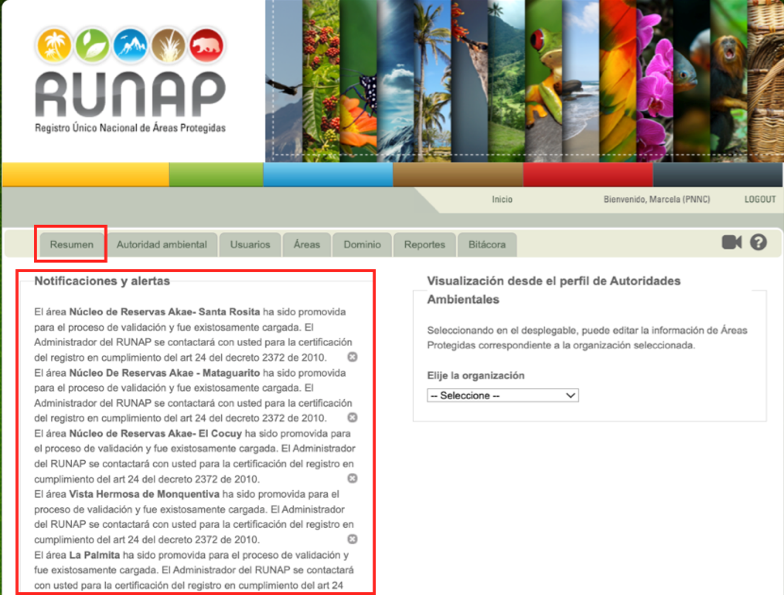 RUNAP
Registro Único Nacional de Áreas Protegidas
Inicio
Bienvenido, Marcela (PNNC)
LOGOUT
Resumen
Autoridad ambiental
Usuarios
Áreas
Dominio
Reportes
Bitácora
Notificaciones y alertas
El área Núcleo de Reservas Akae- Santa Rosita ha sido promovida
para el proceso de validación y fue existosamente cargada. El
Administrador del RUNAP se contactará con usted para la certificación
del registro en cumplimiento del art 24 del decreto 2372 de 2010.
El área Núcleo De Reservas Akae - Mataguarito ha sido promovida
para el proceso de validación y fue existosamente cargada. El
Administrador del RUNAP se contactará con usted para la certificación
del registro en cumplimiento del art 24 del decreto 2372 de 2010.
El área Núcleo de Reservas Akae- El Cocuy ha sido promovida para
el proceso de validación y fue existosamente cargada. El Administrador
del RUNAP se contactará con usted para la certificación del registro en
cumplimiento del art 24 del decreto 2372 de 2010.
El área Vista Hermosa de Monquentiva ha sido promovida para el
proceso de validación y fue existosamente cargada. El Administrador
del RUNAP se contactará con usted para la certificación del registro en
cumplimiento del art 24 del decreto 2372 de 2010.
El área La Palmita ha sido promovida para el proceso de validación y
fue existosamente cargada. El Administrador del RUNAP se contactará
con usted para la certificación del registro en cumplimiento del art 24
Visualización desde el perfil de Autoridades
Ambientales
Seleccionando en el desplegable, puede editar la información de Áreas
Protegidas correspondiente a la organización seleccionada.
Elije la organización
-- Seleccione --